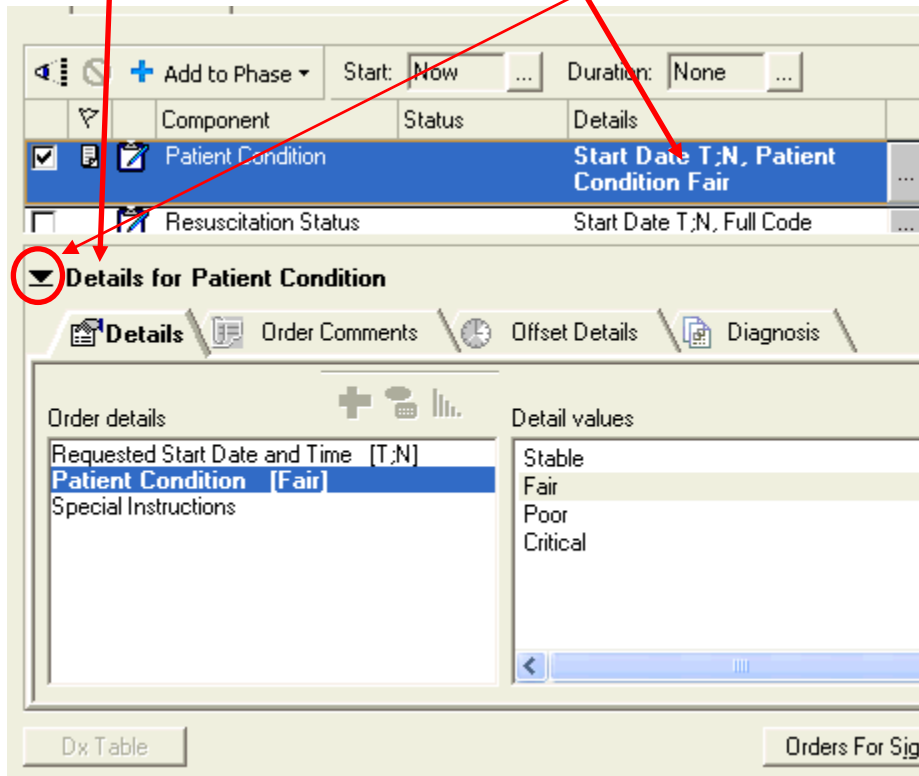 Add to Phase Start: Now ... Duration: None ...
Component Status Details
Patient Condition Start Date T;N, Patient
Condition Fair ...
Resuscitation Status Start Date T;N, Full Code ...
Details for Patient Condition
Details Order Comments Offset Details Diagnosis
Order details Detail values
Requested Start Date and Time [T;N] Stable
Patient Condition [Fair] Fair
Special Instructions Poor
Critical
Dx Table Orders For Sig